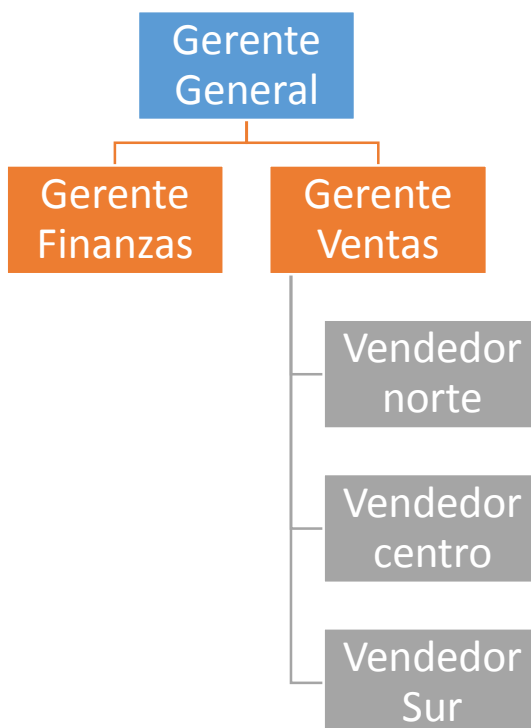 Gerente
General
Gerente
Finanzas
Gerente
Ventas
Vendedor
norte
Vendedor
centro
Vendedor
Sur